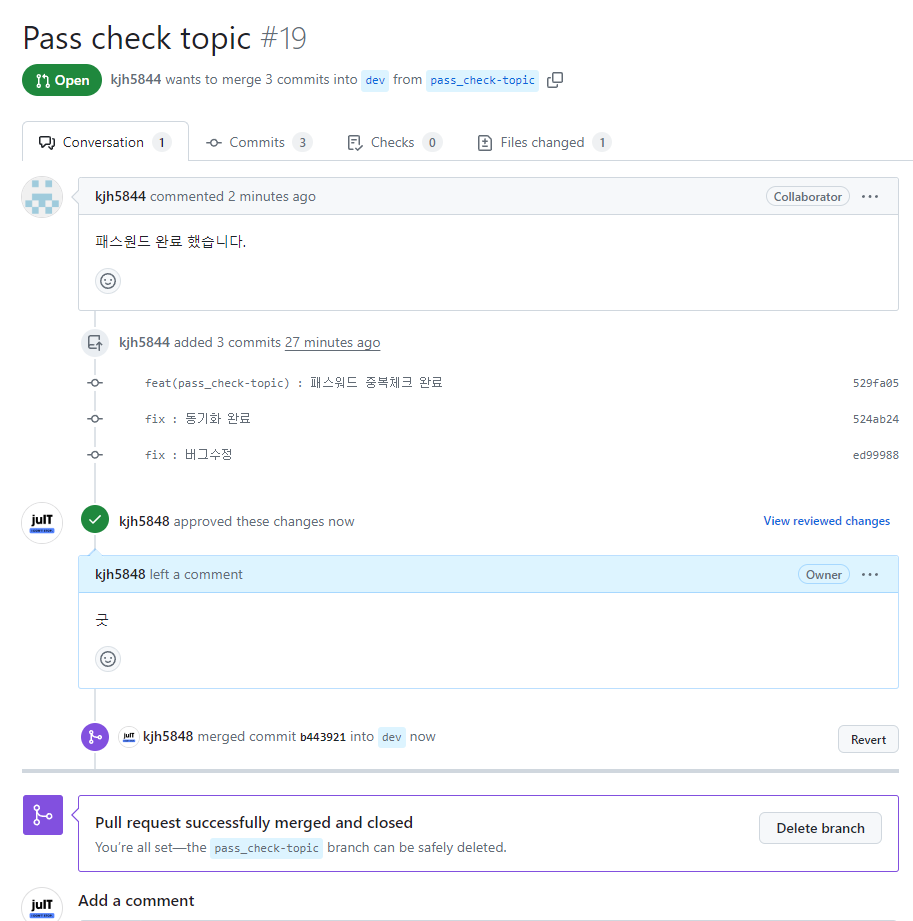 Pass check topic #19
Open kjh5844 wants to merge 3 commits into dev from pass_check-topic
Conversation 1 Commits 3 Checks 0 Files changed 1
kjh5844 commented 2 minutes ago Collaborator
패스원드 완료 했습니다.
kjh5844 added 3 commits 27 minutes ago
feat(pass_check-topic) : 패스워드 중복체크 완료 529fa05
fix : 동기화 완료 524ab24
fix : 버그수정 ed99988
juIT
kjh5848 approved these changes now View reviewed changes
kjh5848 left a comment Owner
굿
juIT kjh5848 merged commit b443921 into dev now Revert
Pull request successfully merged and closed
You're all set—the pass_check-topic branch can be safely deleted.
Delete branch
juIT
Add a comment